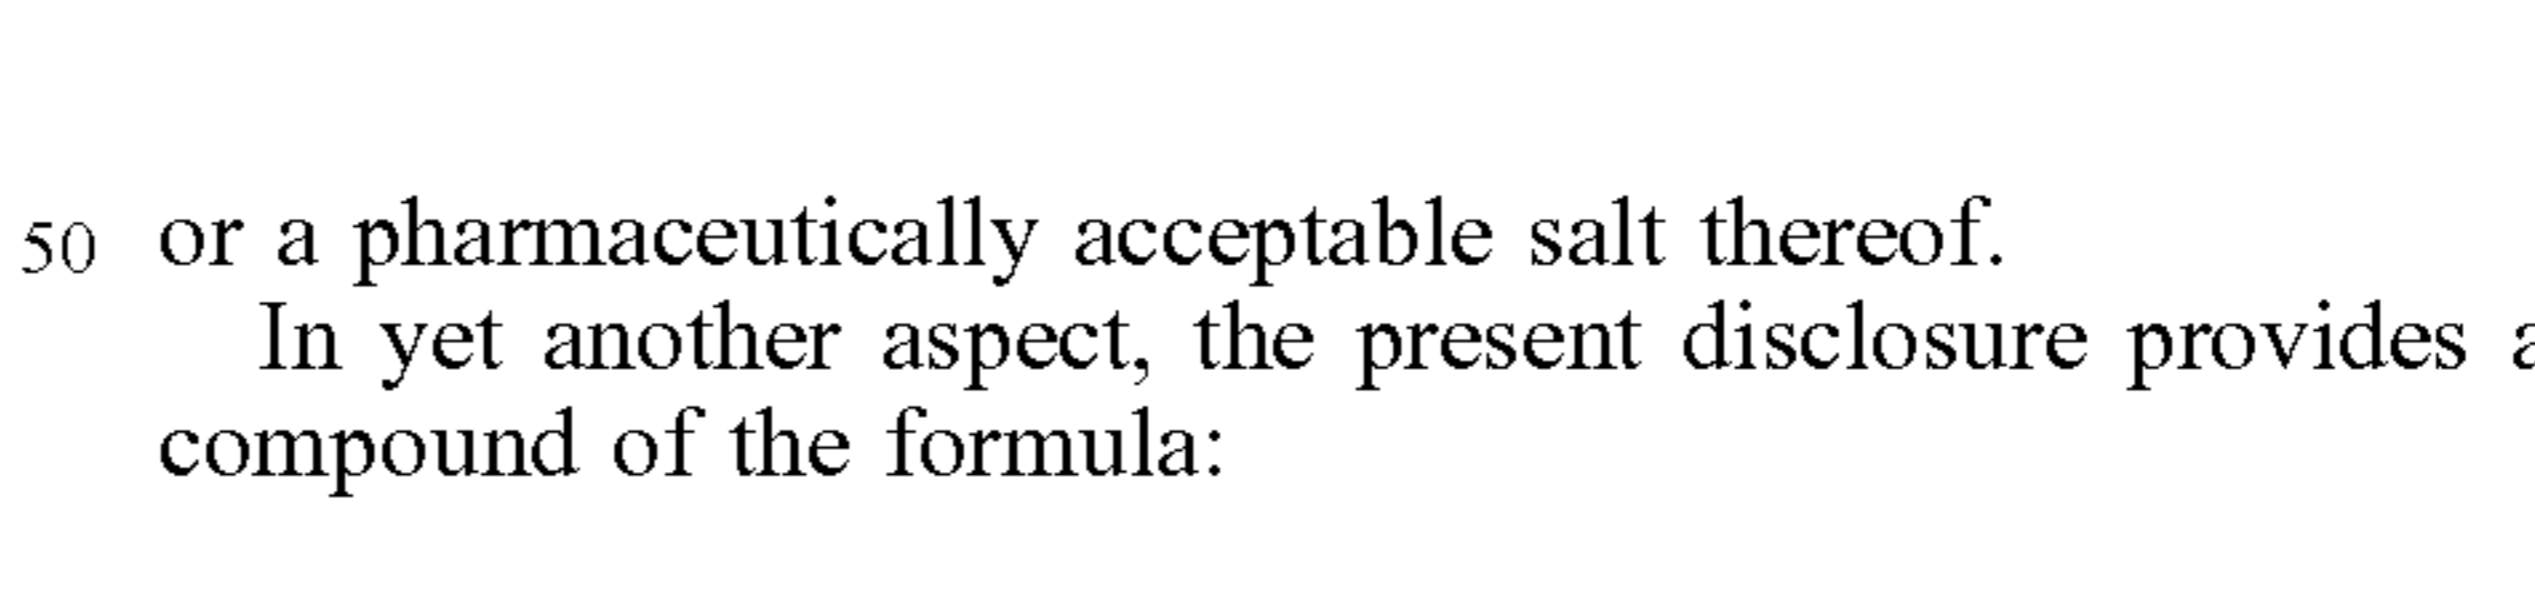 50 or a pharmaceutically acceptable salt thereof.
In yet another aspect, the present disclosure provides a
compound of the formula: